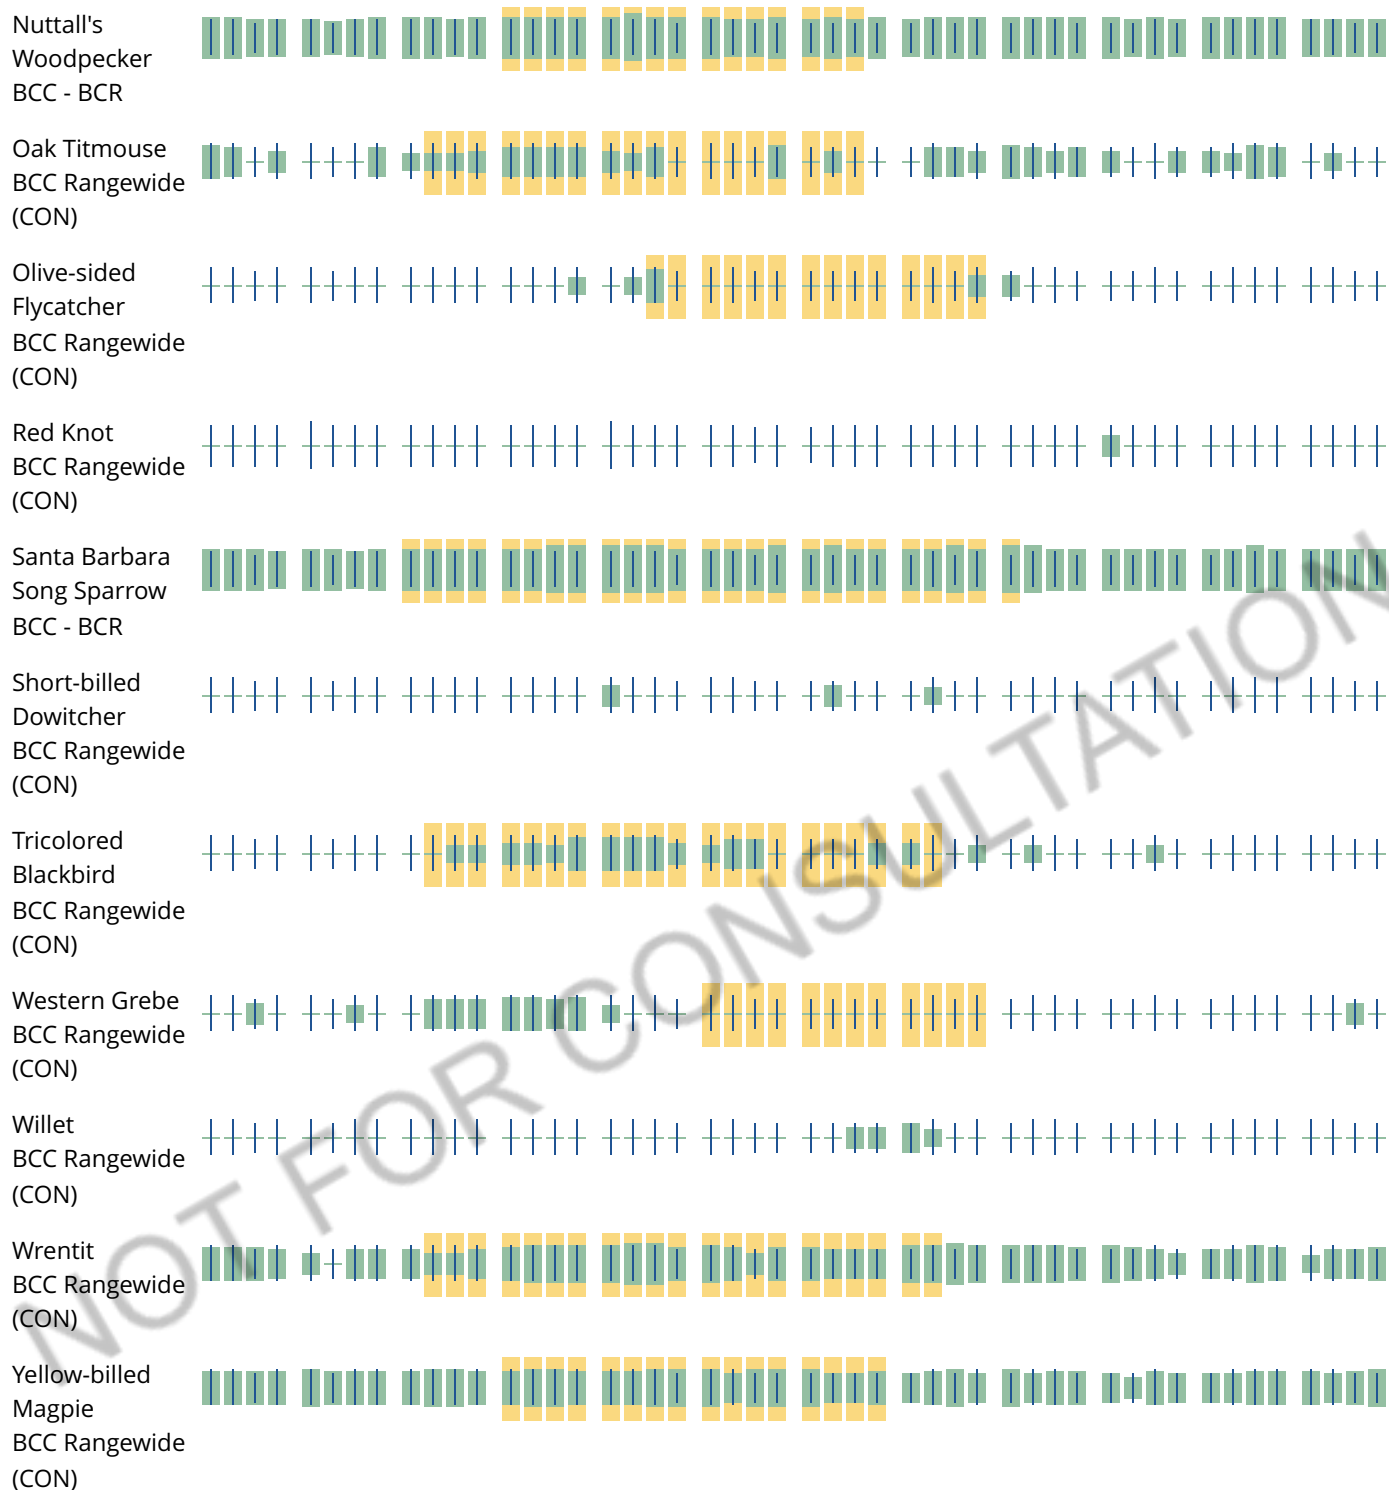 Nuttall's
Woodpecker
BCC - BCR
Oak Titmouse
BCC Rangewide
(CON)
Olive-sided
Flycatcher
BCC Rangewide
(CON)
Red Knot
BCC Rangewide
(CON)
Santa Barbara
Song Sparrow
BCC - BCR
Short-billed
Dowitcher
BCC Rangewide
(CON)
Tricolored
Blackbird
BCC Rangewide
(CON)
Western Grebe
BCC Rangewide
(CON)
Willet
BCC Rangewide
(CON)
Wrentit
BCC Rangewide
(CON)
Yellow-billed
Magpie
BCC Rangewide
(CON)
NOT FOR CONSULTATION